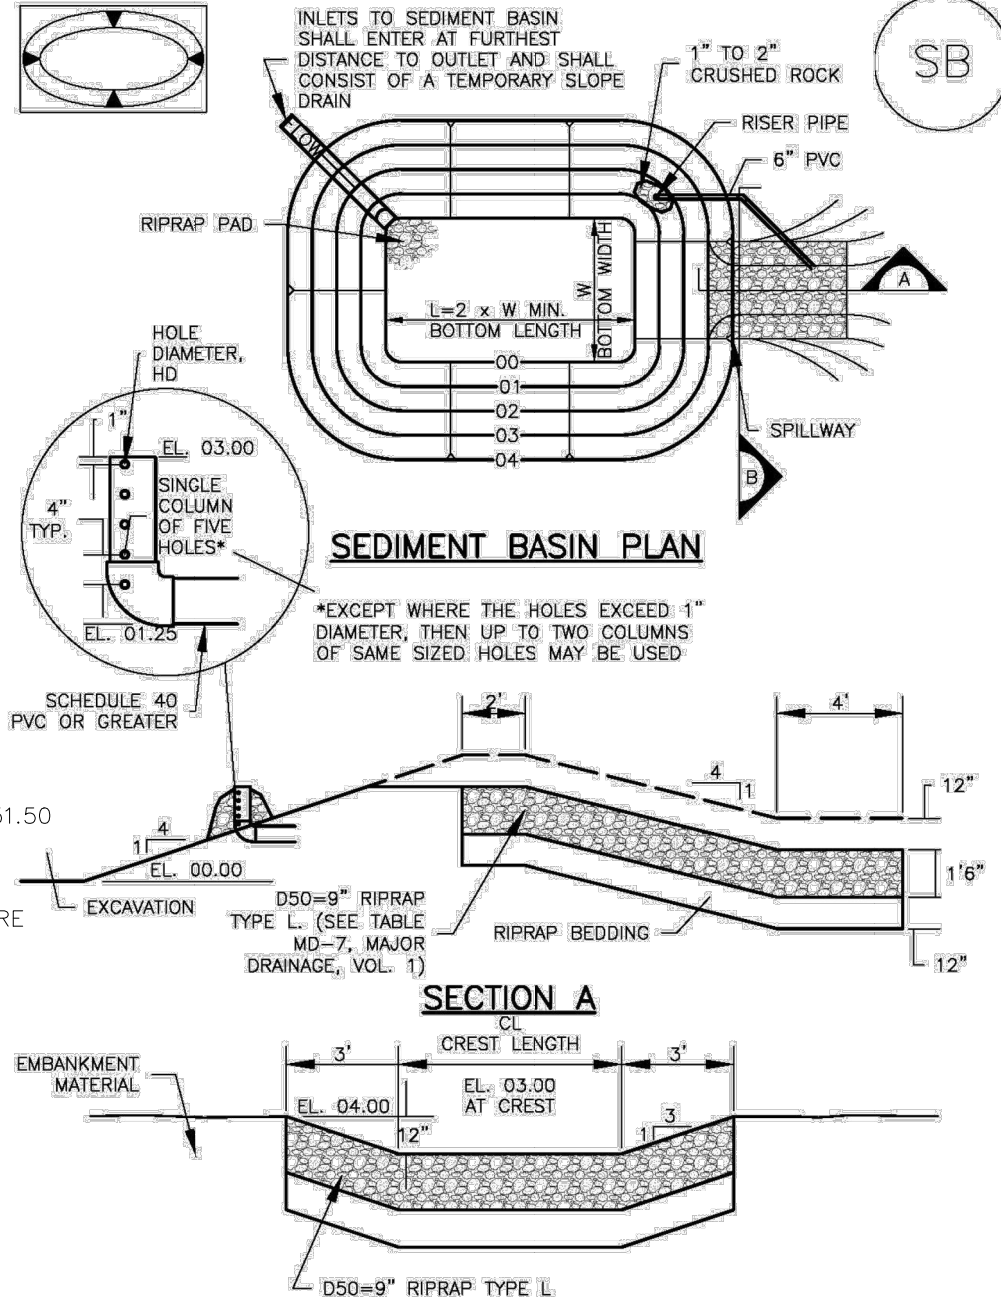 INLETS TO SEDIMENT BASIN
SHALL ENTER AT FURTHEST
DISTANCE TO OUTLET AND SHALL
CONSIST OF A TEMPORARY SLOPE
DRAIN
1" TO 2"
CRUSHED ROCK
SB
RISER PIPE
6" PVC
FLOW
RIPRAP PAD
A
W
BOTTOM WIDTH
L=2 x W MIN.
BOTTOM LENGTH
00
01
02
03
04
SPILLWAY
B
HOLE
DIAMETER,
HD
1"
EL. 03.00
4"
TYP.
SINGLE
COLUMN
OF FIVE
HOLES*
EL. 01.25
SEDIMENT BASIN PLAN
*EXCEPT WHERE THE HOLES EXCEED 1"
DIAMETER, THEN UP TO TWO COLUMNS
OF SAME SIZED HOLES MAY BE USED
SCHEDULE 40
PVC OR GREATER
2'
4'
4
1
12"
51.50
4
1
EL. 00.00
1'6"
EXCAVATION
RE
D50=9" RIPRAP
TYPE L. (SEE TABLE
MD-7, MAJOR
DRAINAGE, VOL. 1)
RIPRAP BEDDING
12"
SECTION A
CL
CREST LENGTH
3'
3'
EMBANKMENT
MATERIAL
EL. 04.00
EL. 03.00
AT CREST
12"
3
1
D50=9" RIPRAP TYPE L